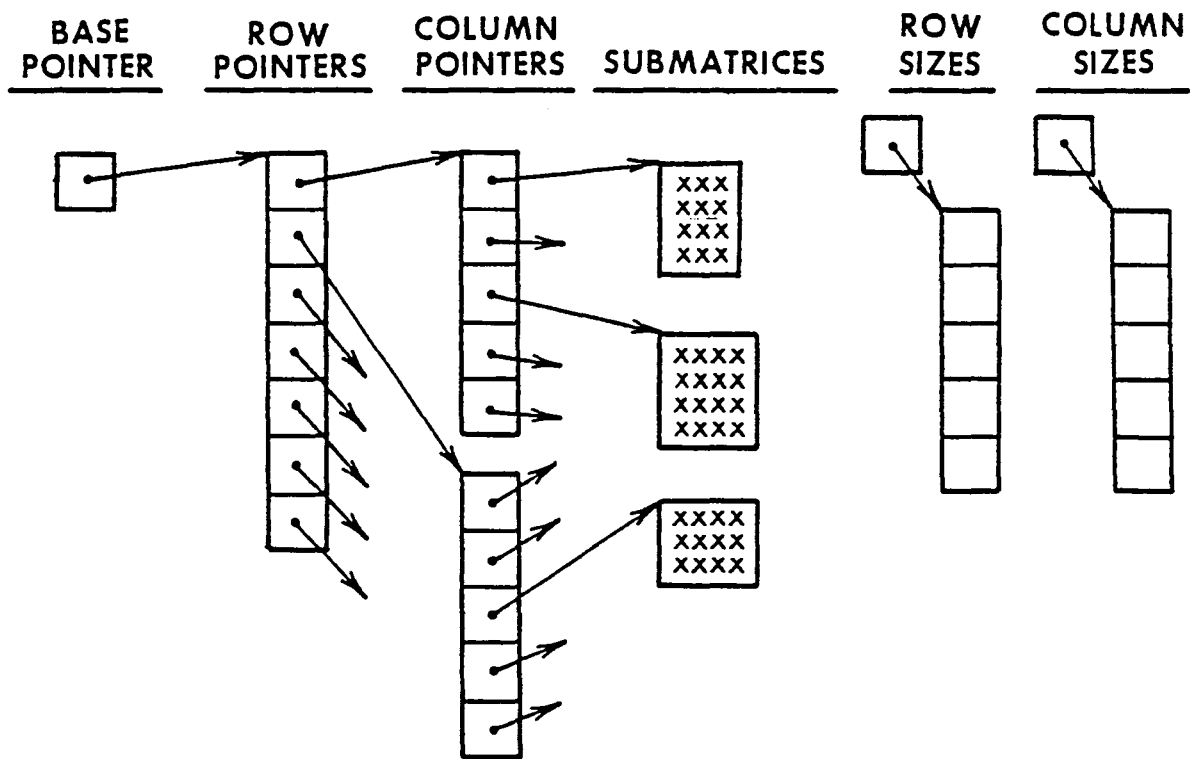 BASE POINTER
ROW POINTERS
COLUMN POINTERS
SUBMATRICES
ROW SIZES
COLUMN SIZES
XXX
XXX
XXX
XXX
XXXX
XXXX
XXXX
XXXX
XXXX
XXXX
XXXX